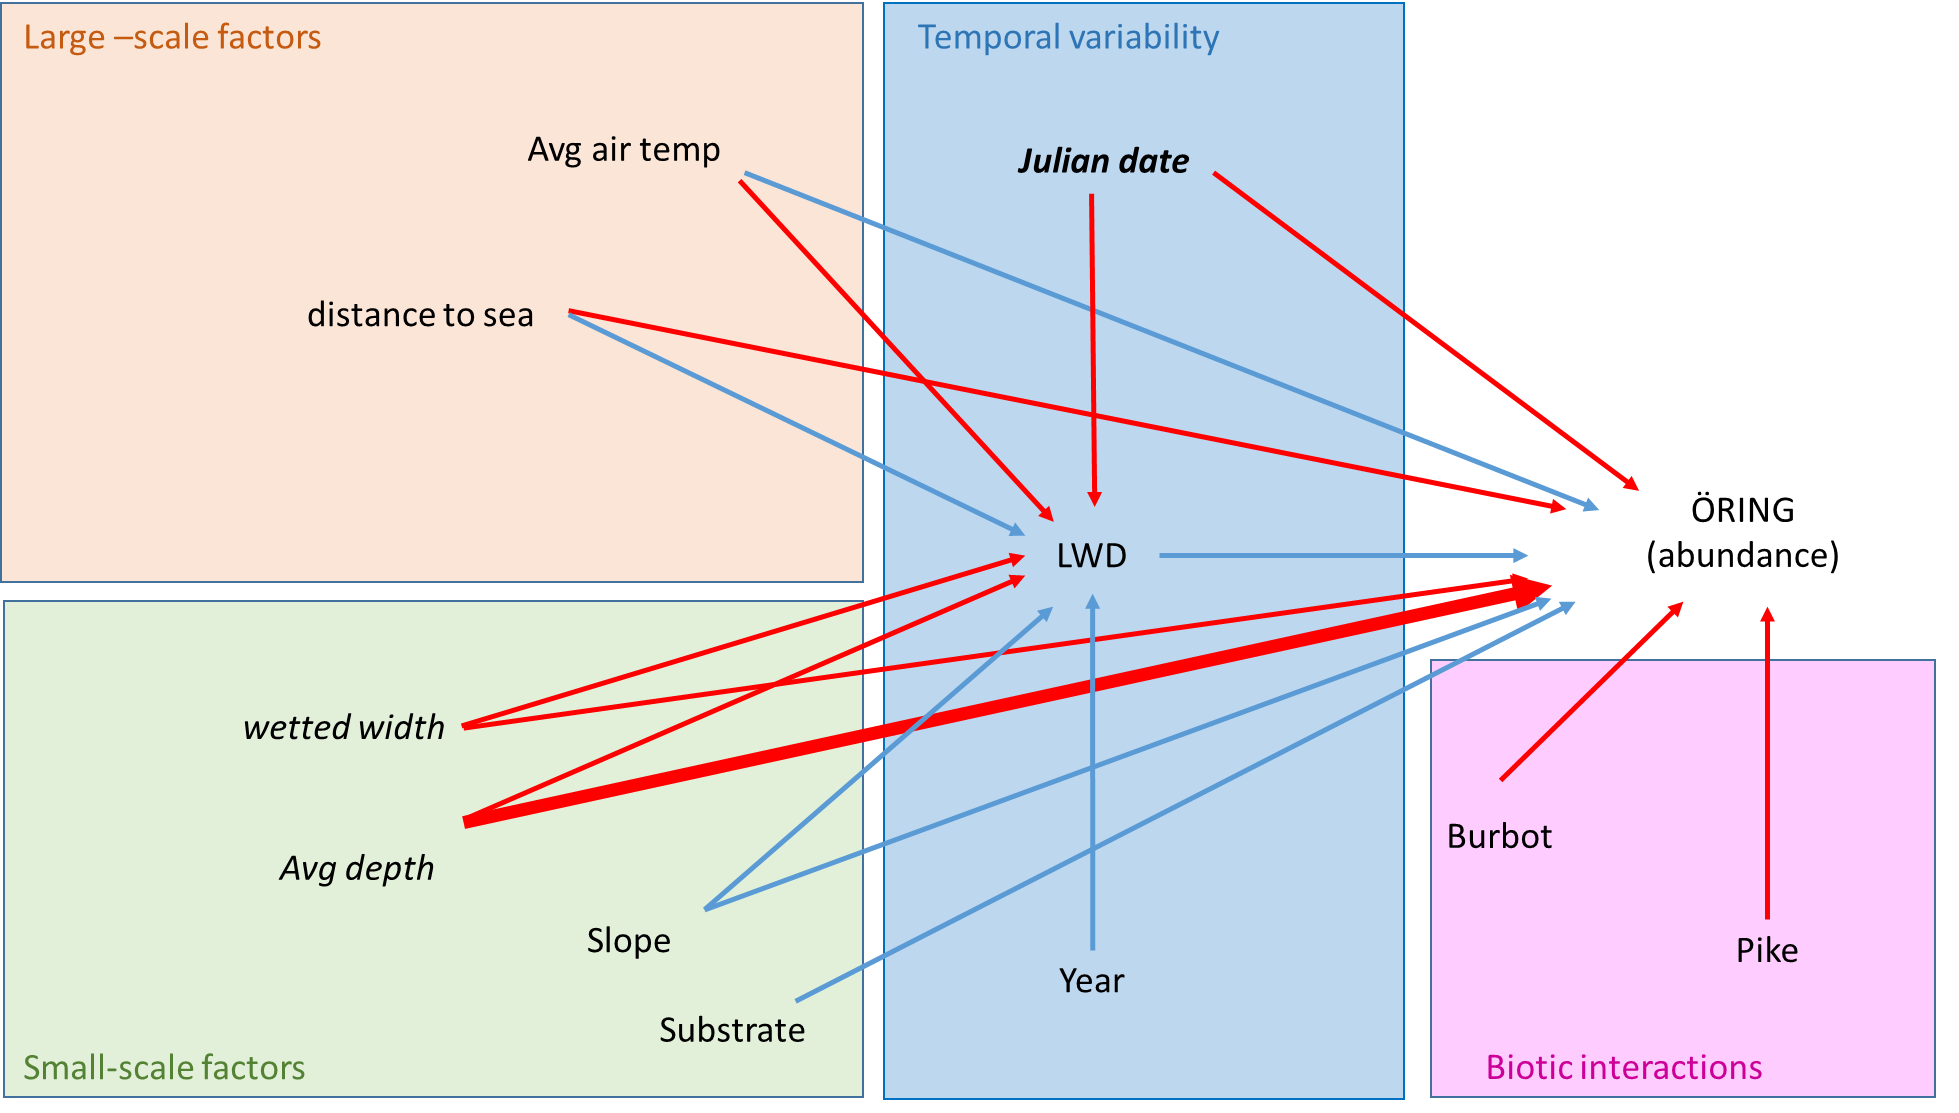 Large –scale factors
Temporal variability
Avg air temp
Julian date
distance to sea
ÖRING
(abundance)
LWD
wetted width
Avg depth
Slope
Substrate
Year
Burbot
Pike
Small-scale factors
Biotic interactions